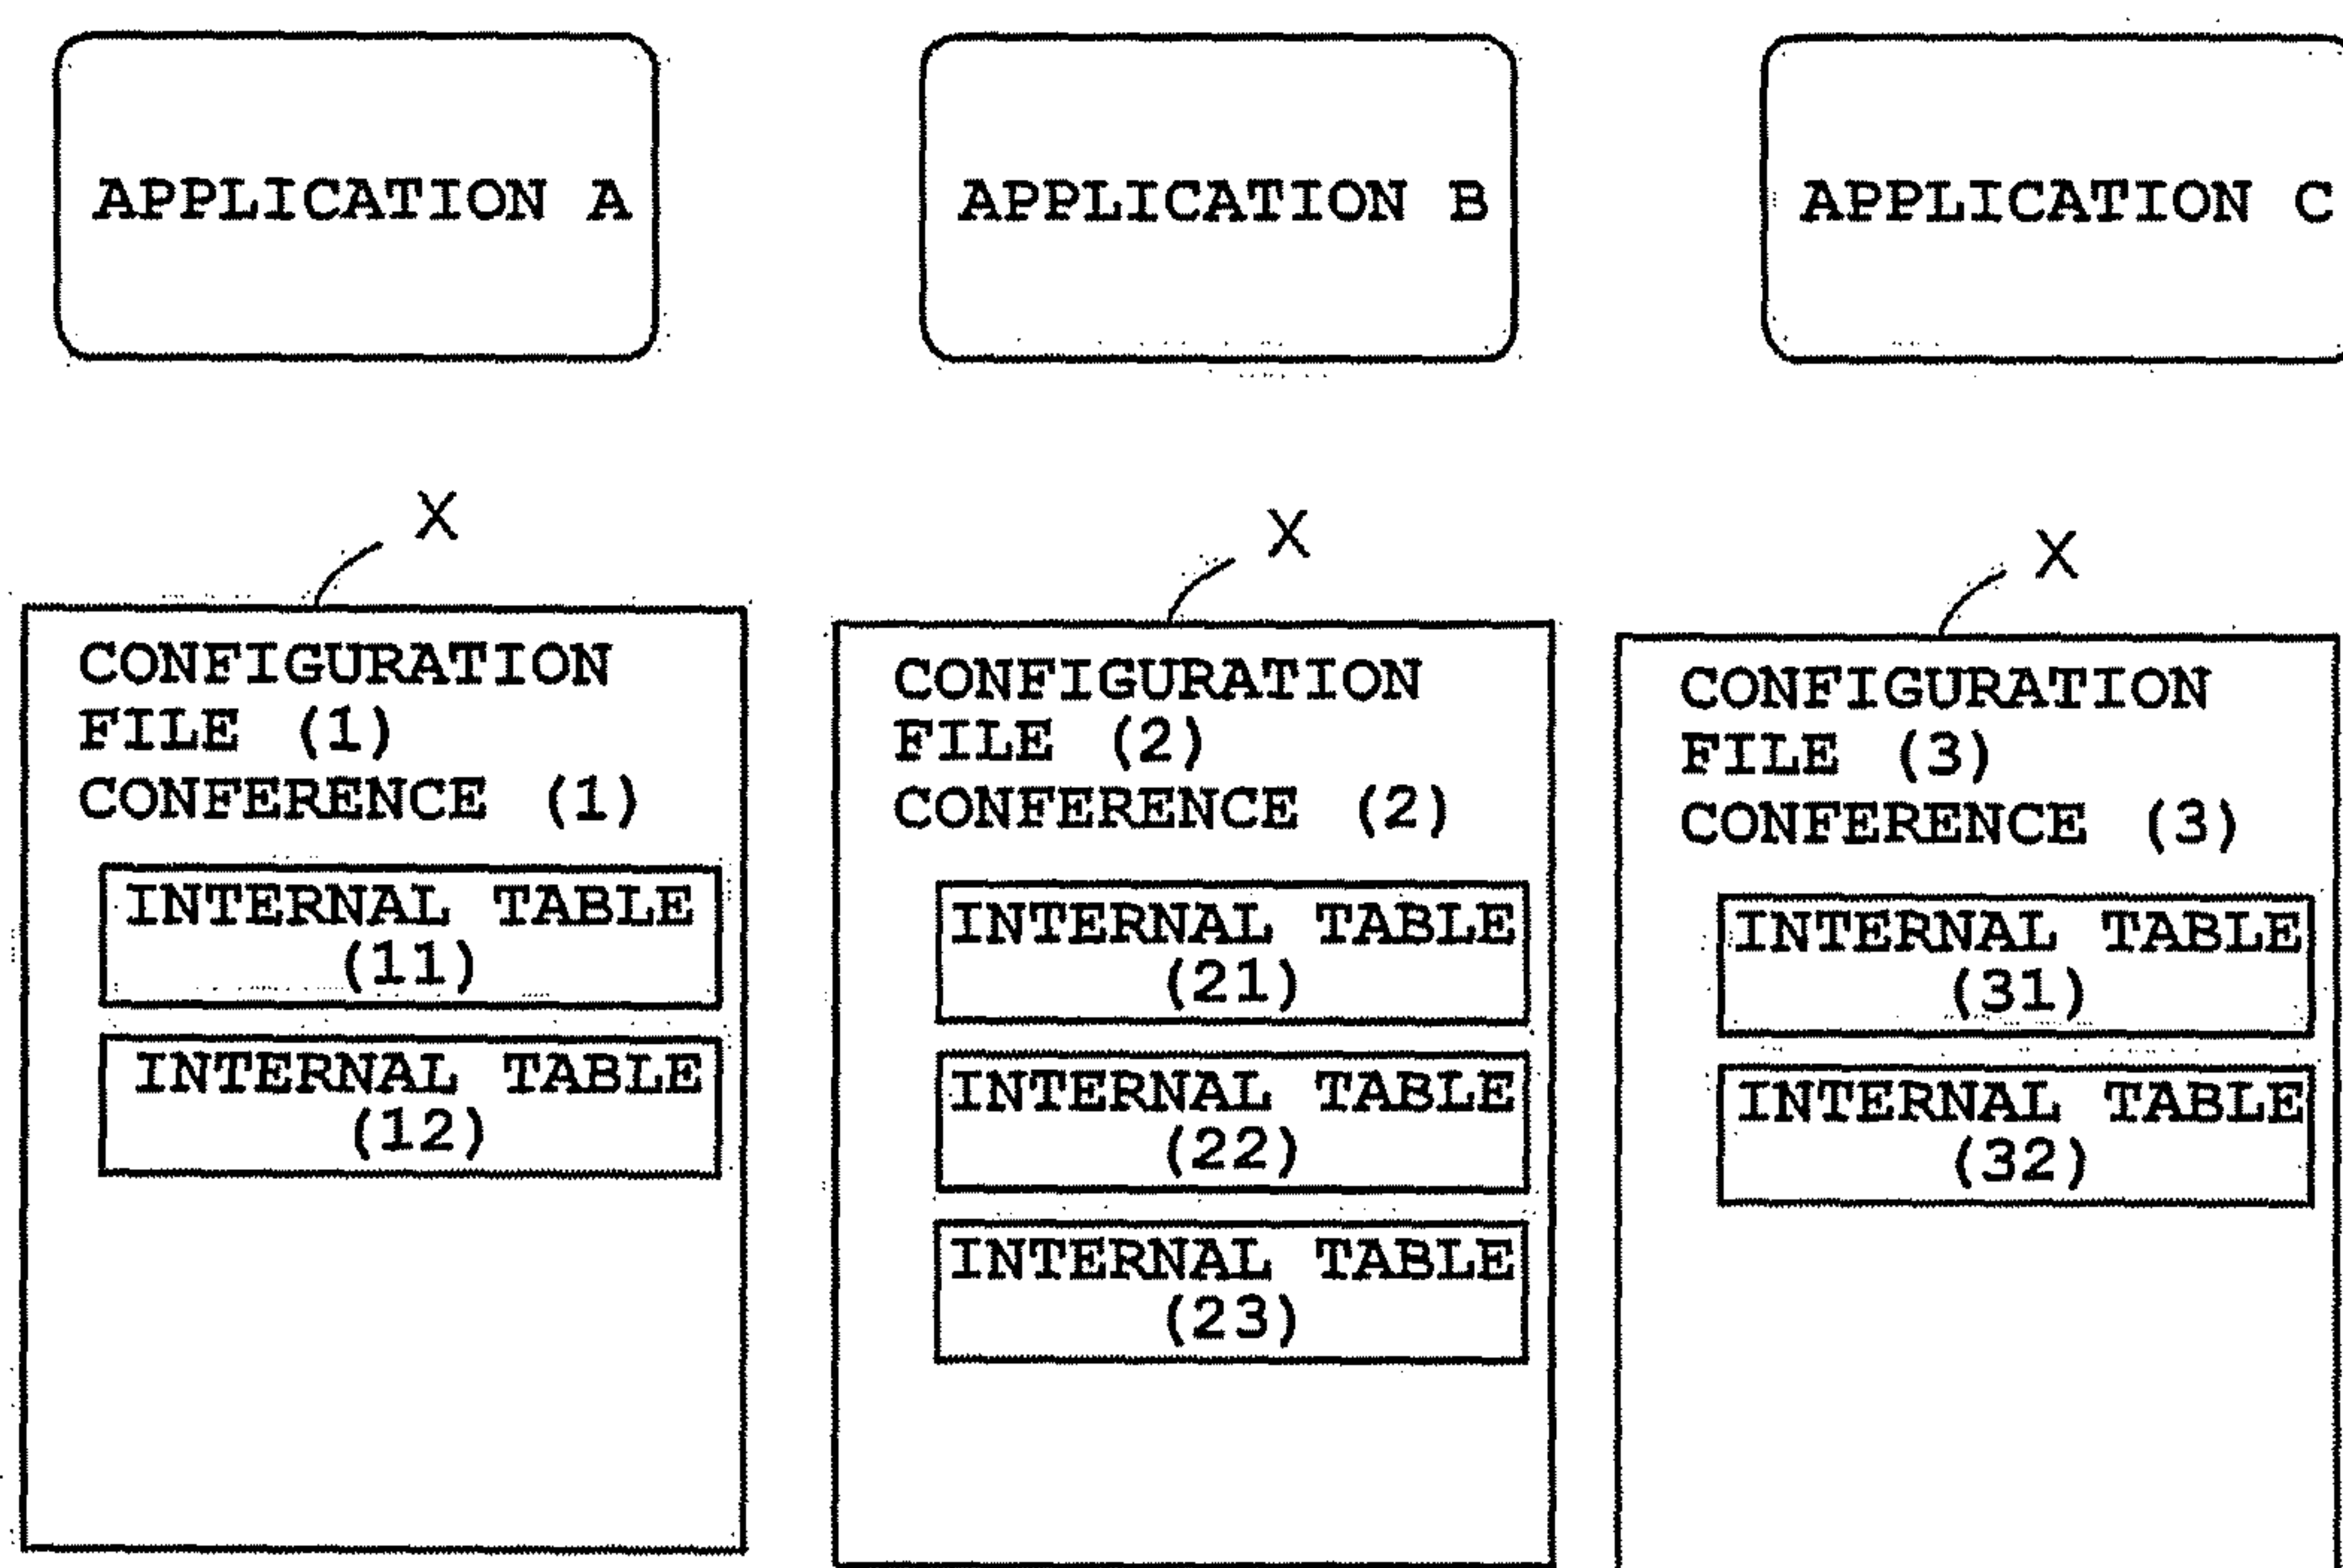 APPLICATION A
APPLICATION B
APPLICATION C
X
X
X
CONFIGURATION
FILE (1)
CONFERENCE (1)
INTERNAL TABLE
(11)
INTERNAL TABLE
(12)
CONFIGURATION
FILE (2)
CONFERENCE (2)
INTERNAL TABLE
(21)
INTERNAL TABLE
(22)
INTERNAL TABLE
(23)
CONFIGURATION
FILE (3)
CONFERENCE (3)
INTERNAL TABLE
(31)
INTERNAL TABLE
(32)